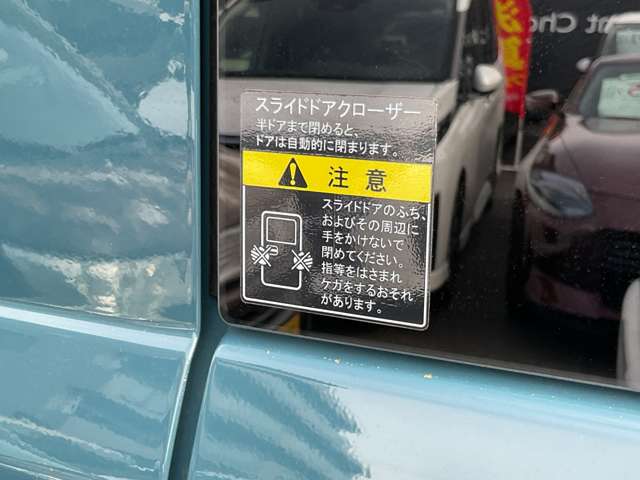 スライドドアクローザー
半ドアまで閉めると、
ドアは自動的に閉まります。
注意
スライドドアのふち、
およびその周辺に
手をかけないで
閉めてください。
指等をはさまれ
ケガをするおそれ
があります。